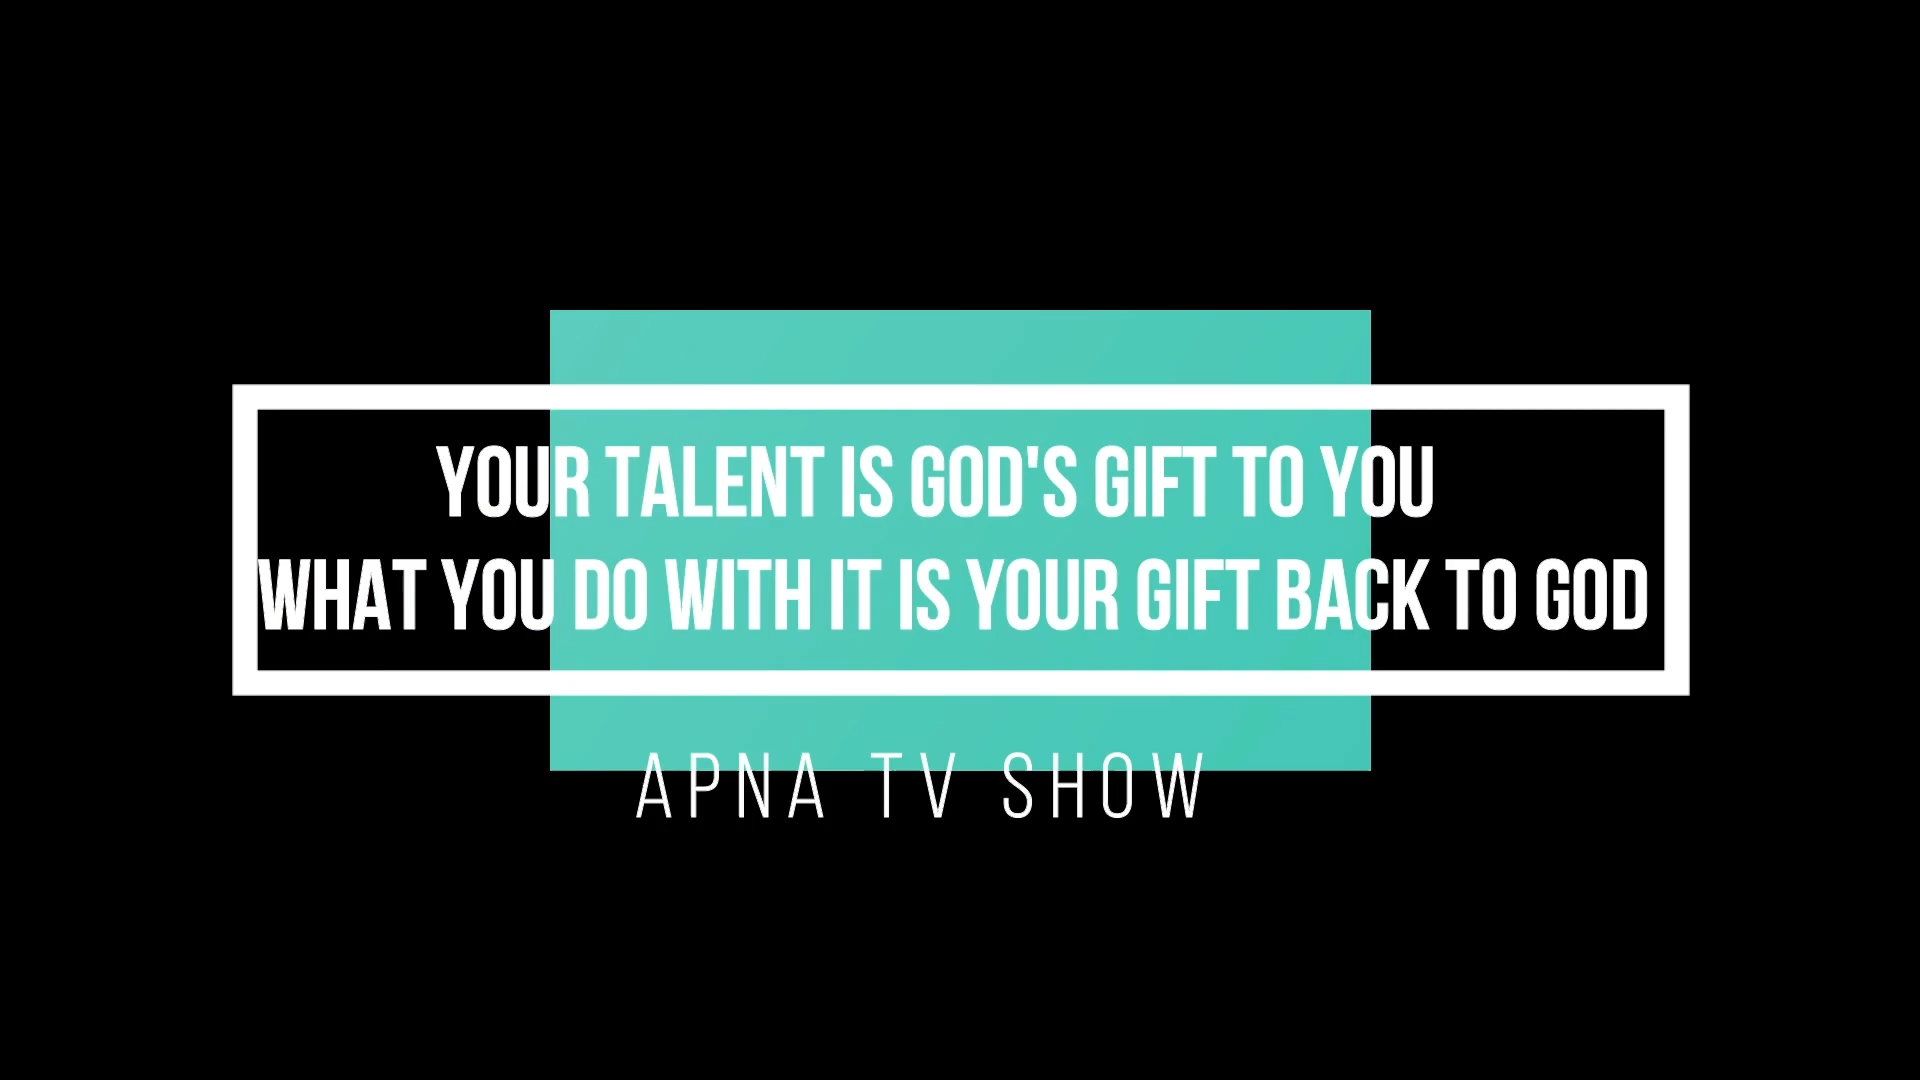 YOUR TALENT IS GOD'S GIFT TO YOU
WHAT YOU DO WITH IT IS YOUR GIFT BACK TO GOD
APNA TV SHOW